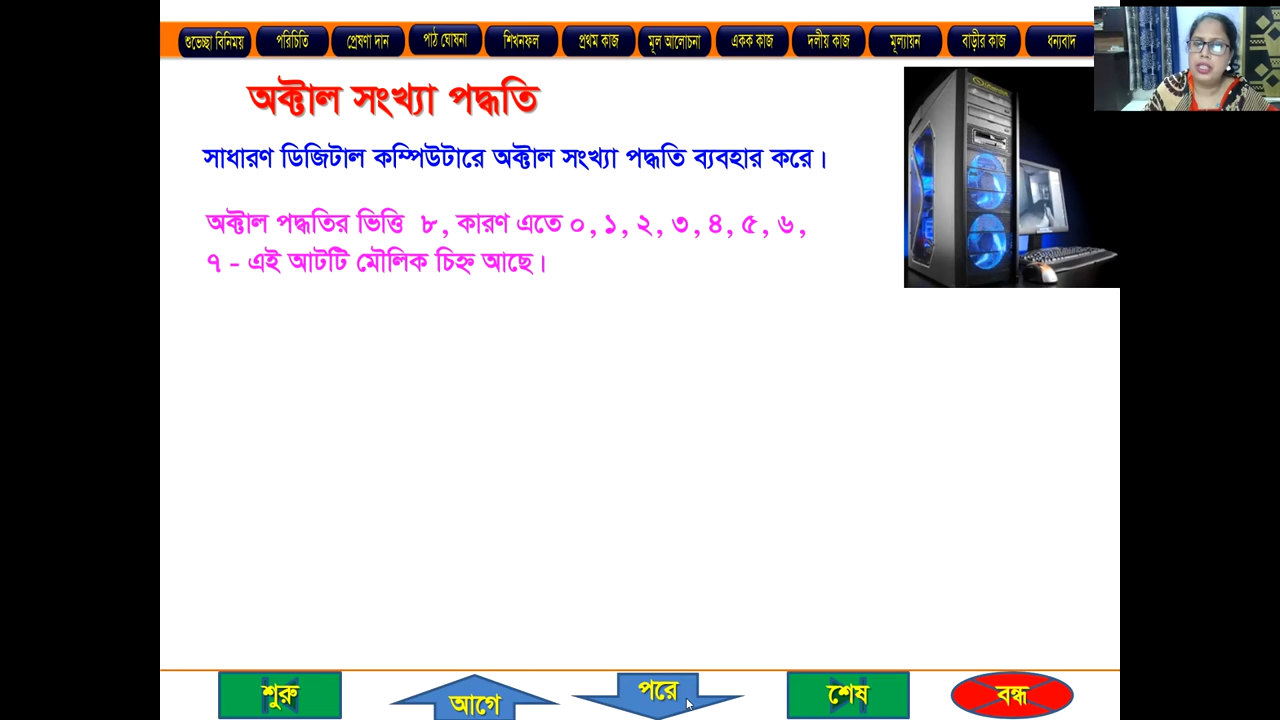 শুভেচ্ছা বিনিময় পরিচিতি প্রেষণা দান পাঠ ঘোষনা শিখনফল প্রথম কাজ মূল আলোচনা একক কাজ দলীয় কাজ মূল্যায়ন বাড়ীর কাজ ধন্যবাদ
অক্টাল সংখ্যা পদ্ধতি
সাধারণ ডিজিটাল কম্পিউটারে অক্টাল সংখ্যা পদ্ধতি ব্যবহার করে।
অক্টাল পদ্ধতির ভিত্তি ৮, কারণ এতে ০, ১, ২, ৩, ৪, ৫, ৬,
৭ - এই আটটি মৌলিক চিহ্ন আছে।
শুরু আগে পরে শেষ বন্ধ